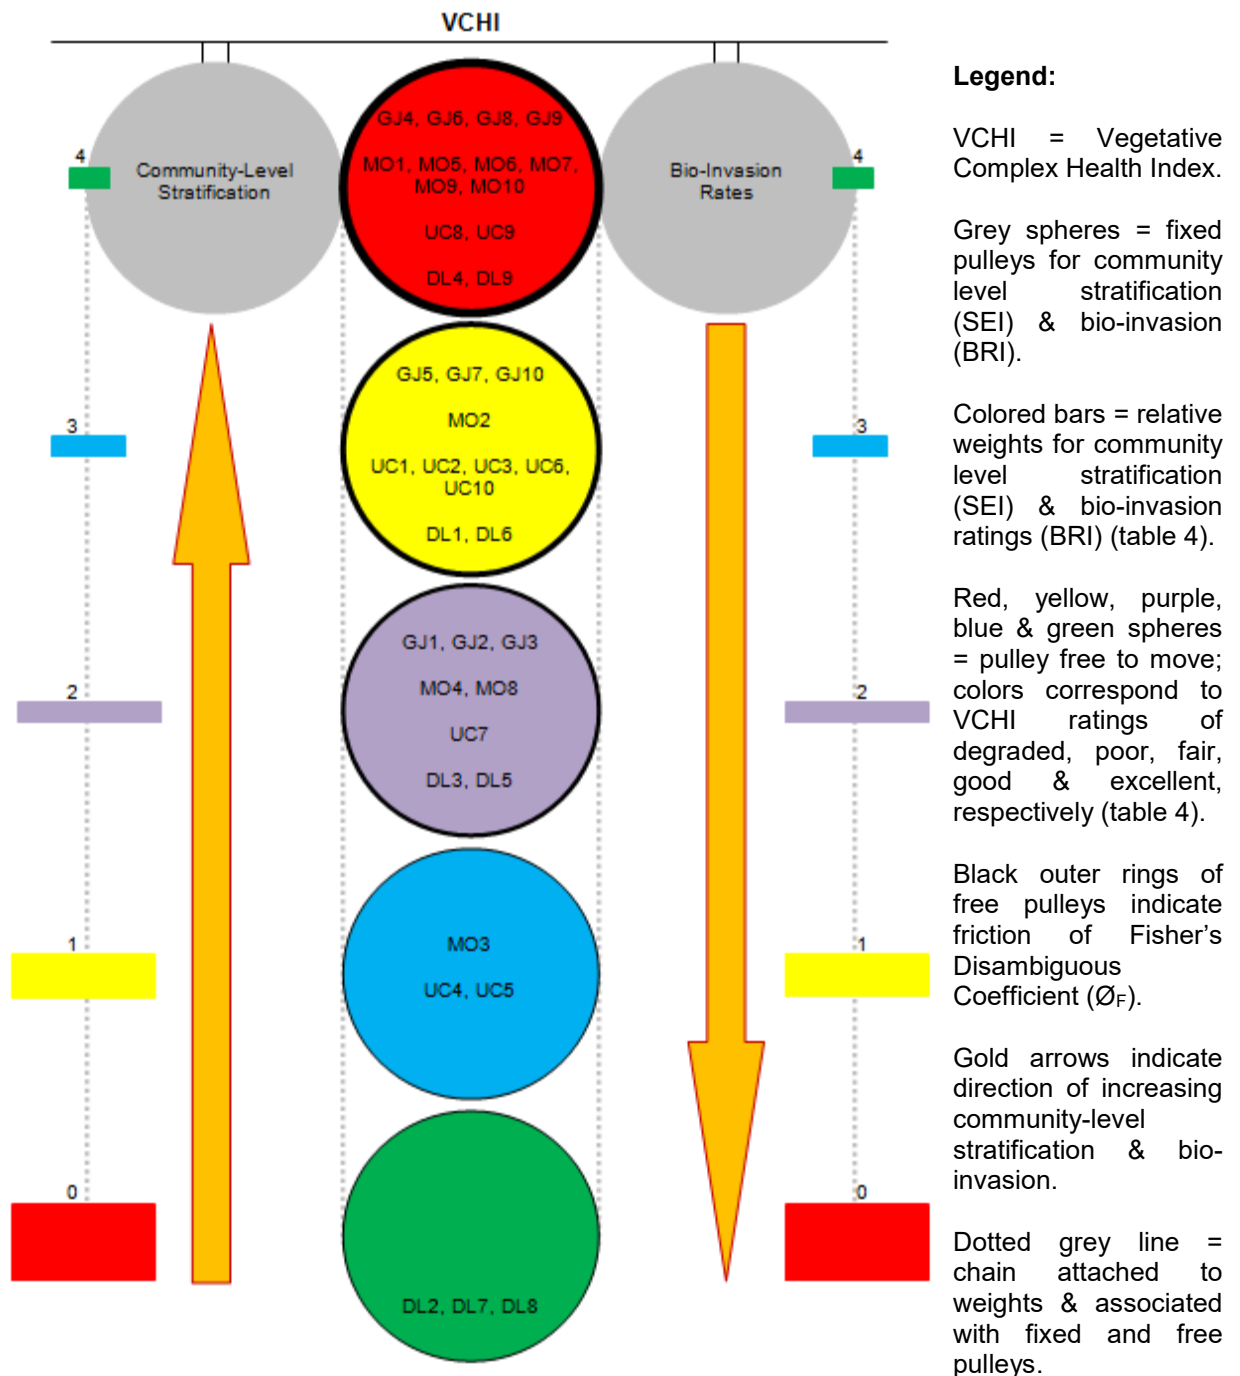 VCHI
4
Community-Level
Stratification
GJ4, GJ6, GJ8, GJ9
MO1, MO5, MO6, MO7,
MO9, MO10
UC8, UC9
DL4, DL9
Bio-Invasion
Rates
4
3
GJ5, GJ7, GJ10
MO2
UC1, UC2, UC3, UC6,
UC10
DL1, DL6
3
2
GJ1, GJ2, GJ3
MO4, MO8
UC7
DL3, DL5
2
1
MO3
UC4, UC5
1
0
DL2, DL7, DL8
0
Legend:
VCHI = Vegetative
Complex Health Index.
Grey spheres = fixed
pulleys for community
level stratification
(SEI) & bio-invasion
(BRI).
Colored bars = relative
weights for community
level stratification
(SEI) & bio-invasion
ratings (BRI) (table 4).
Red, yellow, purple,
blue & green spheres
= pulley free to move;
colors correspond to
VCHI ratings of
degraded, poor, fair,
good & excellent,
respectively (table 4).
Black outer rings of
free pulleys indicate
friction of Fisher's
Disambiguous
Coefficient (Ø_F).
Gold arrows indicate
direction of increasing
community-level
stratification & bio-
invasion.
Dotted grey line =
chain attached to
weights & associated
with fixed and free
pulleys.